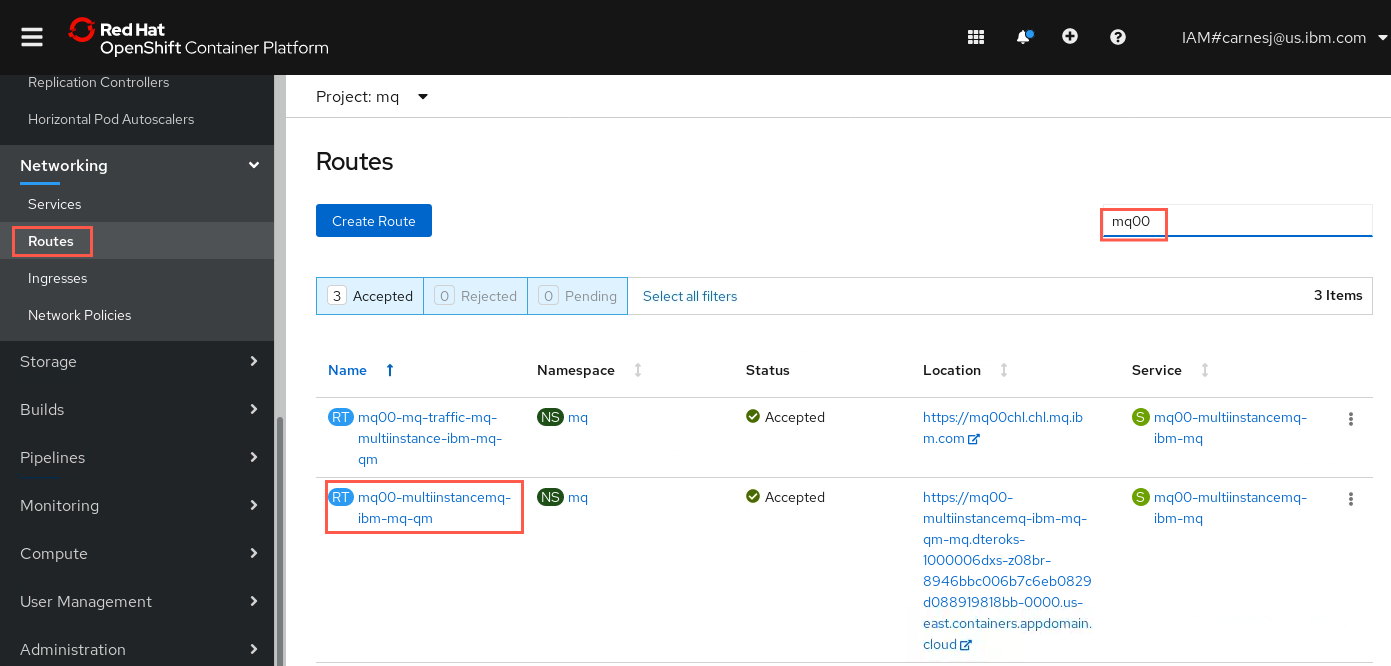 Red Hat
OpenShift Container Platform
IAM#carnesj@us.ibm.com
Replication Controllers
Horizontal Pod Autoscalers
Networking
Services
Routes
Ingresses
Network Policies
Storage
Builds
Pipelines
Monitoring
Compute
User Management
Administration
Project: mq
Routes
Create Route
mq00
3 Accepted
0 Rejected
0 Pending
Select all filters
3 Items
Name
Namespace
Status
Location
Service
RT mq00-mq-traffic-mq-
multiinstance-ibm-mq-
qm
NS mq
Accepted
https://mq00chl.chl.mq.ib
m.com
S mq00-multiinstancemq-
ibm-mq
RT mq00-multiinstancemq-
ibm-mq-qm
NS mq
Accepted
https://mq00-
multiinstancemq-ibm-mq-
qm-mq.dteroks-
1000006dxs-z08br-
8946bbc006b7c6eb0829
d088919818bb-0000.us-
east.containers.appdomain.
cloud
S mq00-multiinstancemq-
ibm-mq